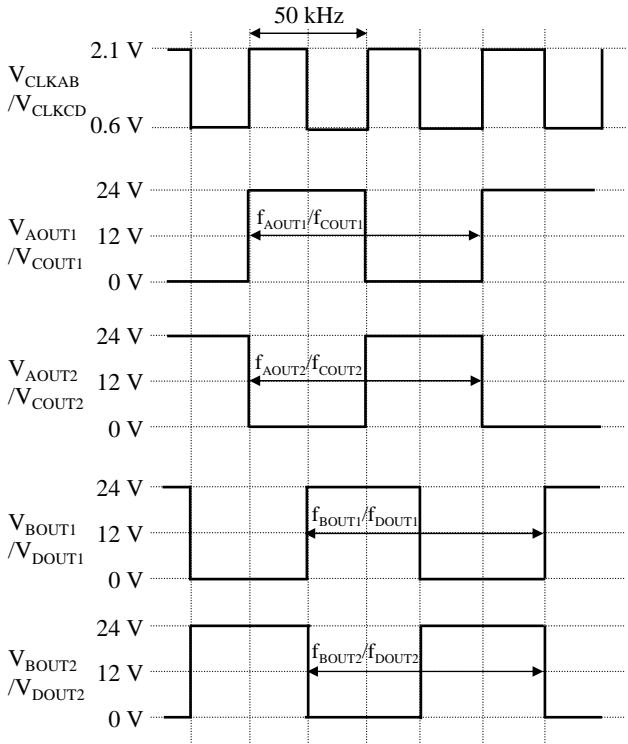 50 kHz
2.1 V
V_CLKAB
/V_CLKCD
0.6 V
24 V
f_AOUT1/f_COUT1
V_AOUT1
12 V
/V_COUT1
0 V
24 V
f_AOUT2/f_COUT2
V_AOUT2
12 V
/V_COUT2
0 V
24 V
f_BOUT1/f_DOUT1
V_BOUT1
12 V
/V_DOUT1
0 V
24 V
f_BOUT2/f_DOUT2
V_BOUT2
12 V
/V_DOUT2
0 V